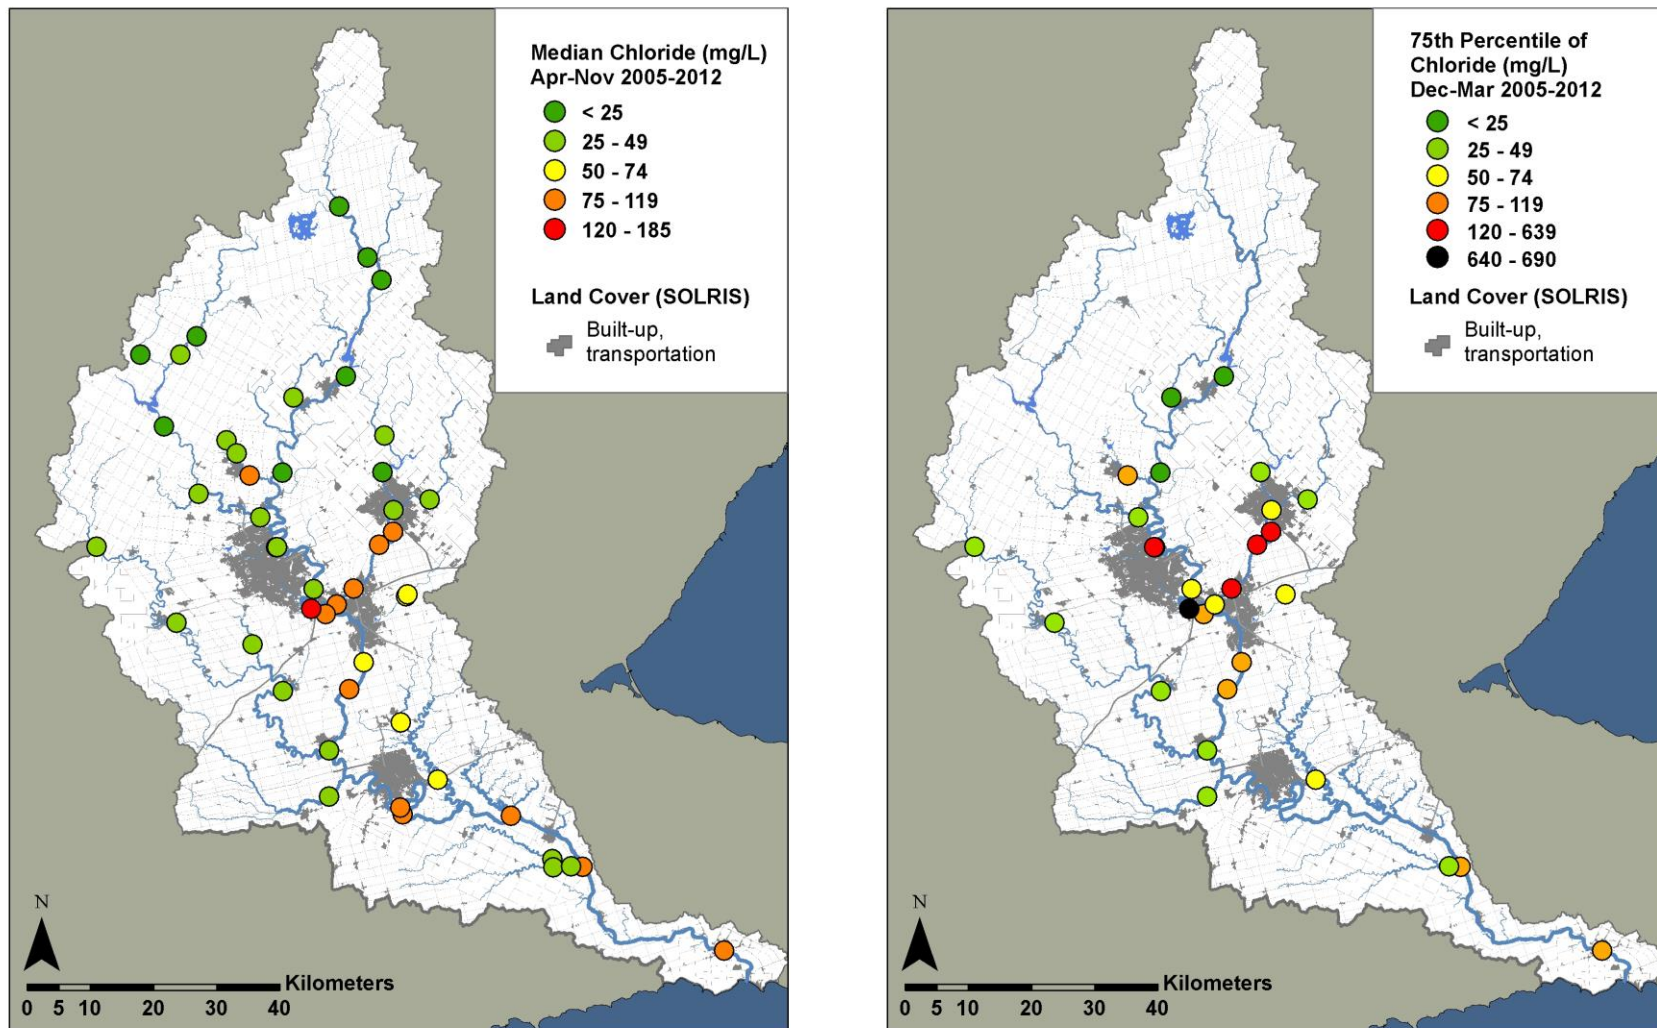 Median Chloride (mg/L)
Apr-Nov 2005-2012
< 25
25 - 49
50 - 74
75 - 119
120 - 185
Land Cover (SOLRIS)
Built-up,
transportation
N
Kilometers
0 5 10 20 30 40
75th Percentile of
Chloride (mg/L)
Dec-Mar 2005-2012
< 25
25 - 49
50 - 74
75 - 119
120 - 639
640 - 690
Land Cover (SOLRIS)
Built-up,
transportation
N
Kilometers
0 5 10 20 30 40